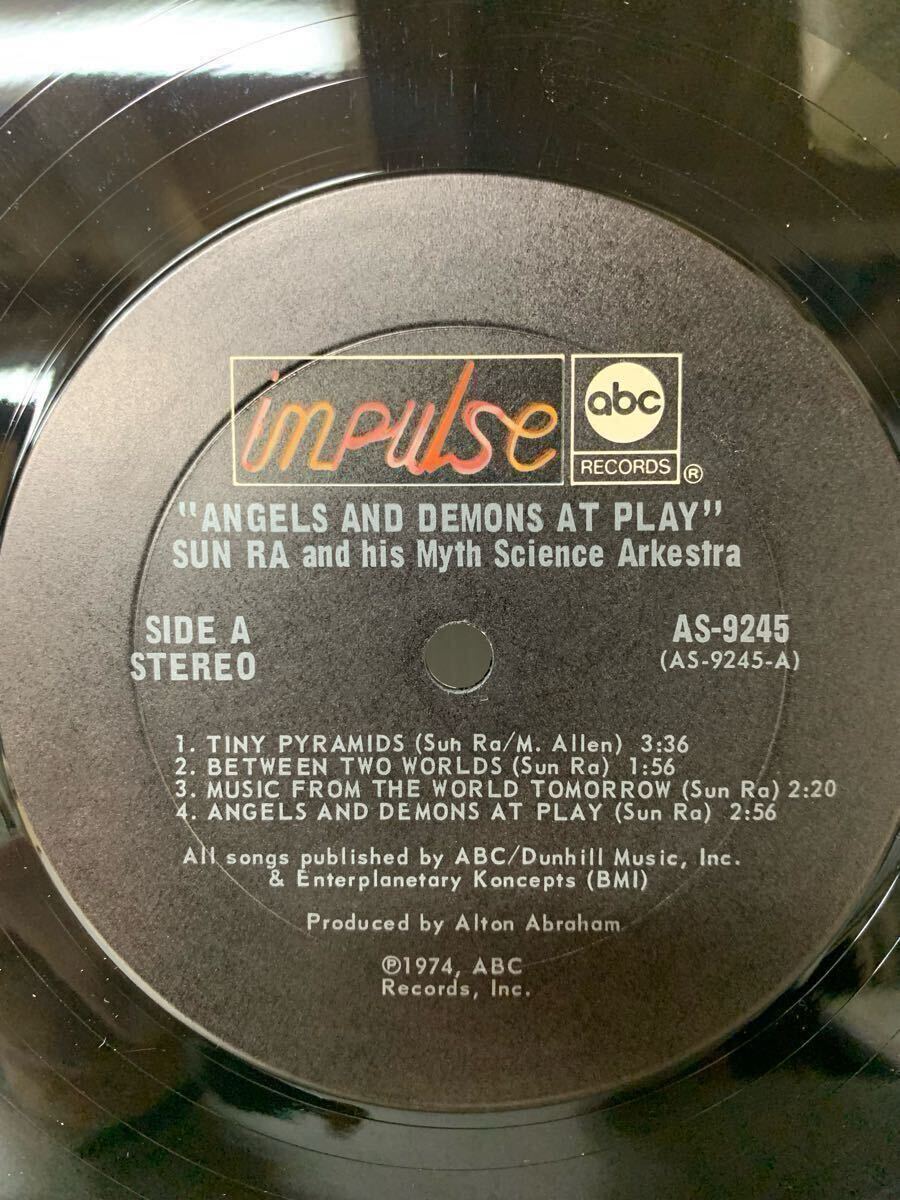 impulse
abc
RECORDS ®
"ANGELS AND DEMONS AT PLAY"
SUN RA and his Myth Science Arkestra
SIDE A
STEREO
AS-9245
(AS-9245-A)
1. TINY PYRAMIDS (Suh Ra/M. Allen) 3:36
2. BETWEEN TWO WORLDS (Sun Ra) 1:56
3. MUSIC FROM THE WORLD TOMORROW (Sun Ra) 2:20
4. ANGELS AND DEMONS AT PLAY (Sun Ra) 2:56
All songs published by ABC/Dunhill Music, Inc.
& Enterplanetary Koncepts (BMI)
Produced by Alton Abraham
℗1974, ABC
Records, Inc.